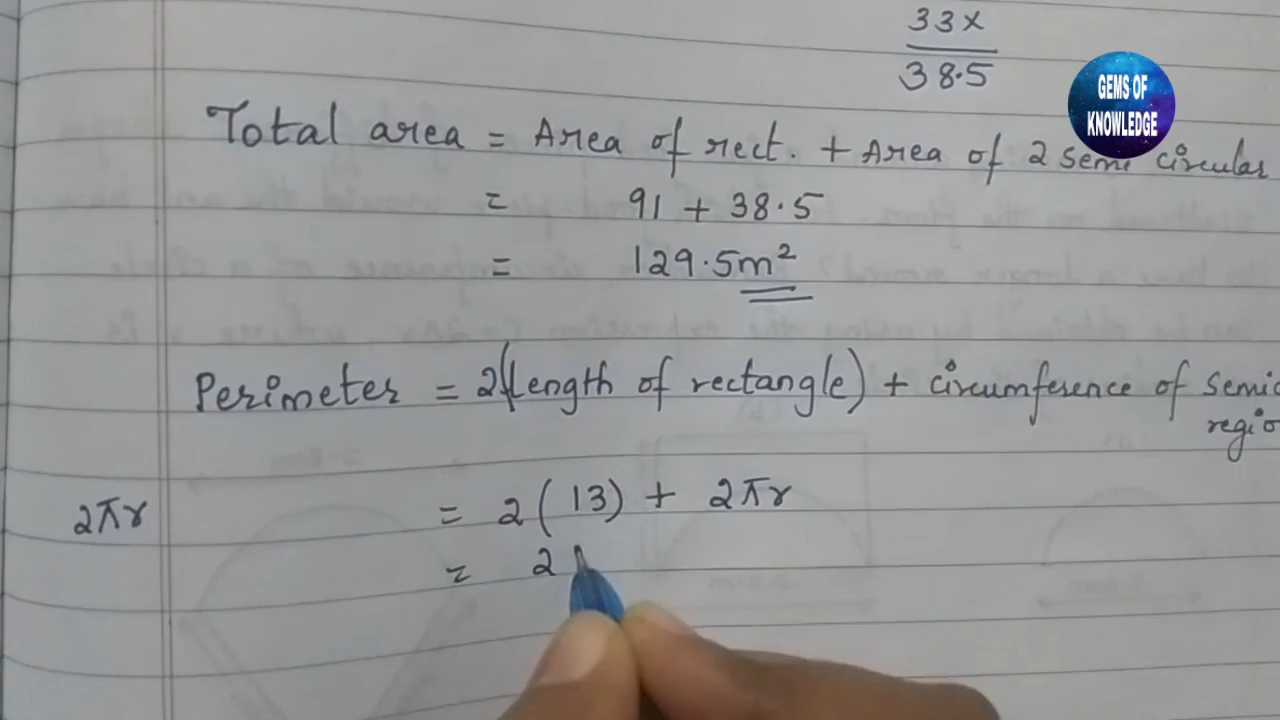 33x
38.5
GEMS OF
KNOWLEDGE
Total area = Area of rect. + Area of 2 semi circular
= 91 + 38.5
= 129.5m²
Perimeter = 2(length of rectangle) + circumference of semic
regio
2πr = 2(13) + 2πr
= 2